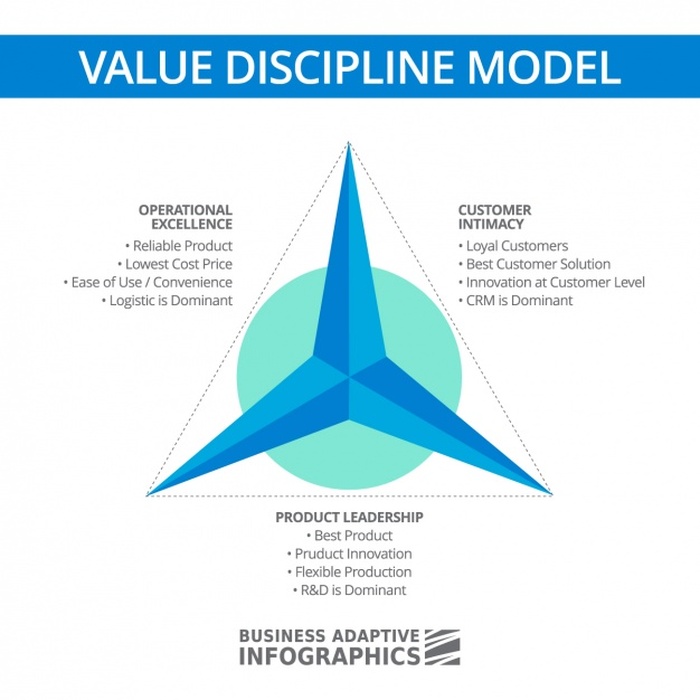 VALUE DISCIPLINE MODEL
OPERATIONAL
EXCELLENCE
• Reliable Product
• Lowest Cost Price
• Ease of Use / Convenience
• Logistic is Dominant
CUSTOMER
INTIMACY
• Loyal Customers
• Best Customer Solution
• Innovation at Customer Level
• CRM is Dominant
PRODUCT LEADERSHIP
• Best Product
• Pruduct Innovation
• Flexible Production
• R&D is Dominant
BUSINESS ADAPTIVE
INFOGRAPHICS